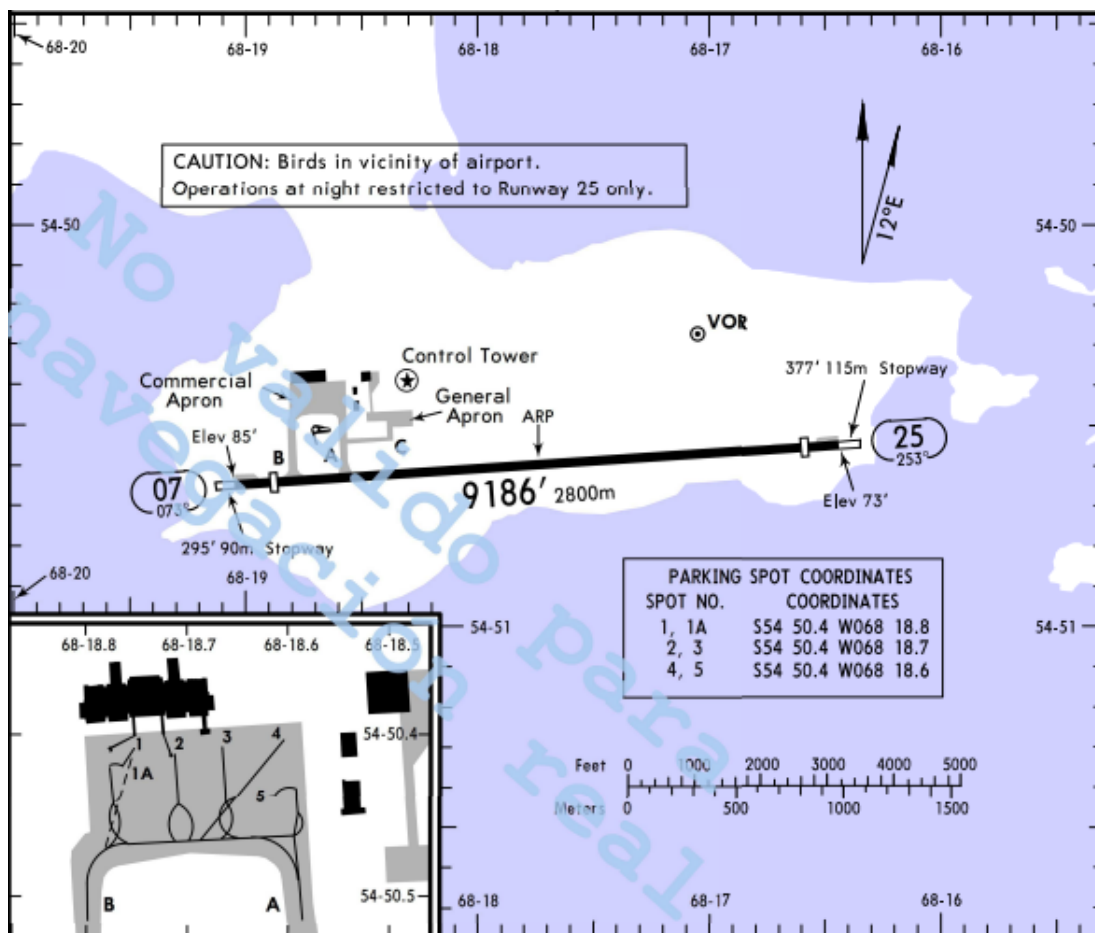 68-20
68-19
68-18
68-17
68-16
CAUTION: Birds in vicinity of airport.
Operations at night restricted to Runway 25 only.
12°E
54-50
54-50
No valido para
navegacion real
VOR
Control Tower
377' 115m Stopway
Commercial
Apron
General
Apron
ARP
Elev 85'
B
A
C
25
253°
07
073°
9186' 2800m
Elev 73'
295' 90m Stopway
68-20
68-19
PARKING SPOT COORDINATES
SPOT NO. COORDINATES
1, 1A S54 50.4 W068 18.8
2, 3 S54 50.4 W068 18.7
4, 5 S54 50.4 W068 18.6
54-51
54-51
68-18.8
68-18.7
68-18.6
68-18.5
54-50.4
1
2
3
4
1A
5
B
A
54-50.5
Feet 0 1000 2000 3000 4000 5000
Meters 0 500 1000 1500
68-18
68-17
68-16